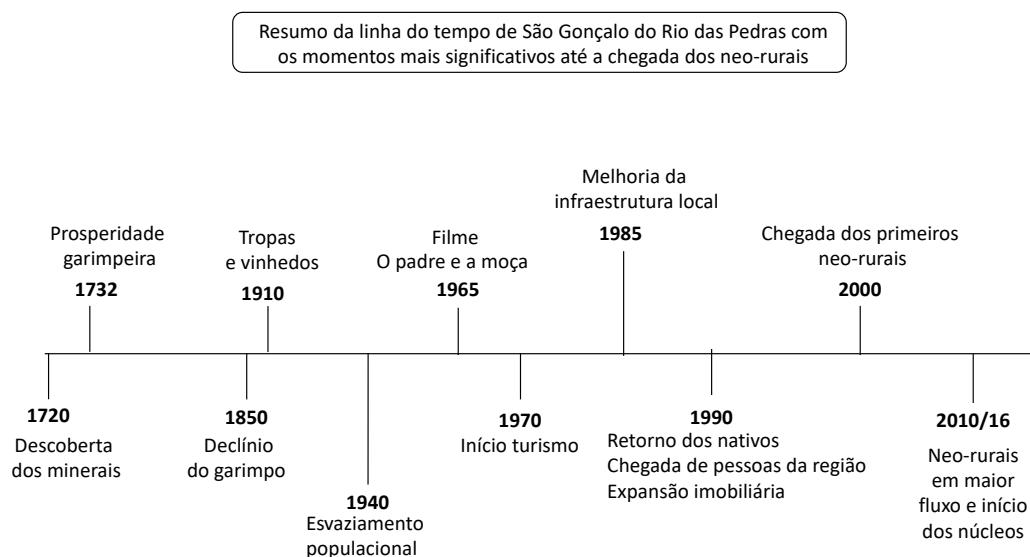 Resumo da linha do tempo de São Gonçalo do Rio das Pedras com
os momentos mais significativos até a chegada dos neo-rurais
Prosperidade
garimpeira
1732
Tropas
e vinhedos
1910
Filme
O padre e a moça
1965
Melhoria da
infraestrutura local
1985
Chegada dos primeiros
neo-rurais
2000
1720
Descoberta
dos minerais
1850
Declínio
do garimpo
1940
Esvaziamento
populacional
1970
Início turismo
1990
Retorno dos nativos
Chegada de pessoas da região
Expansão imobiliária
2010/16
Neo-rurais
em maior
fluxo e início
dos núcleos